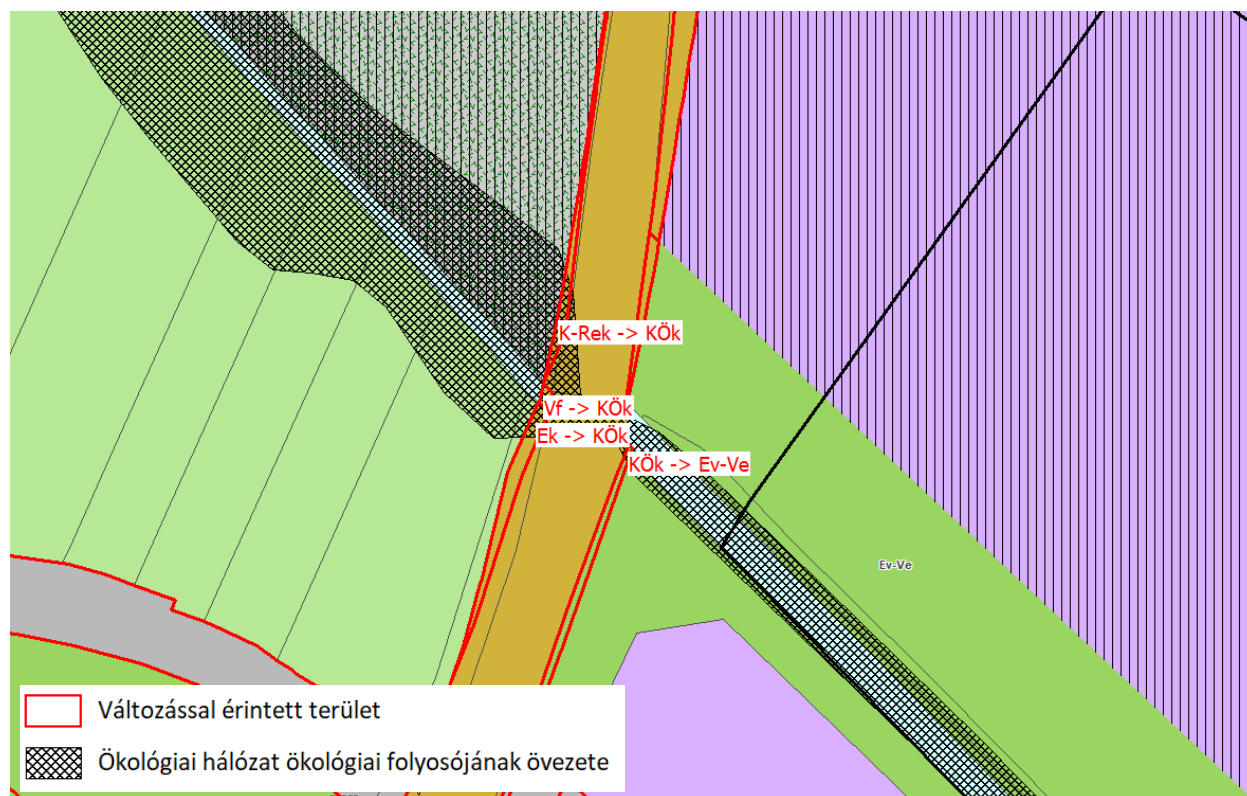 K-Rek -> KÖk
Vf -> KÖk
Ek -> KÖk
KÖk -> Ev-Ve
Ev-Ve
Változással érintett terület
Ökológiai hálózat ökológiai folyosójának övezete